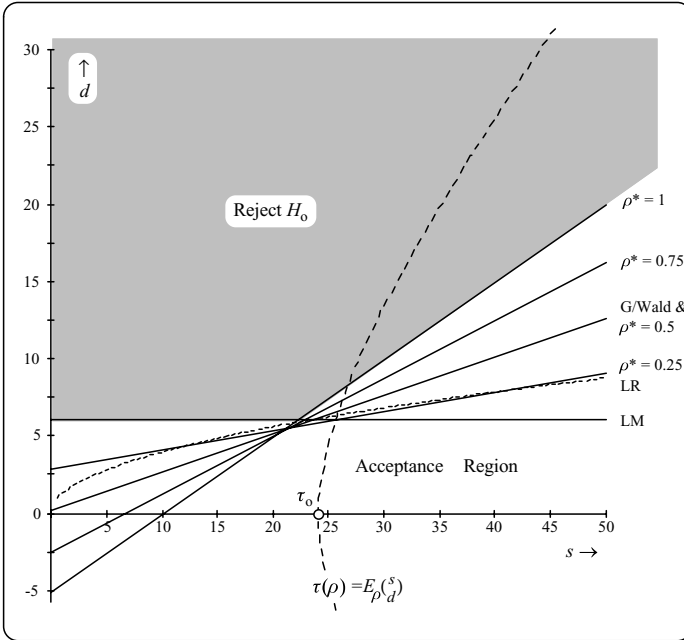 30
↑
d
25
20
Reject Ho
ρ* = 1
ρ* = 0.75
15
G/Wald &
ρ* = 0.5
10
ρ* = 0.25
LR
LM
5
Acceptance Region
τo
0
0 5 10 15 20 25 30 35 40 45 50
s →
-5
τ(ρ) =Eρ(s d)